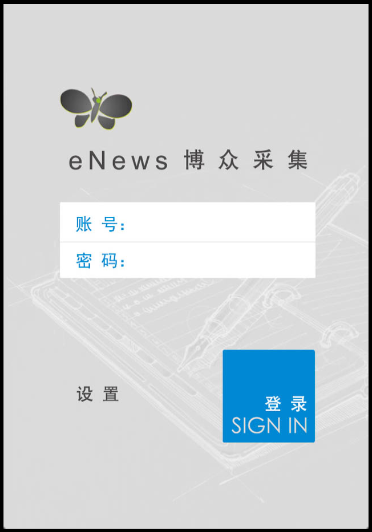 eNews 博众采集
账 号：
密 码：
设 置
登 录
SIGN IN